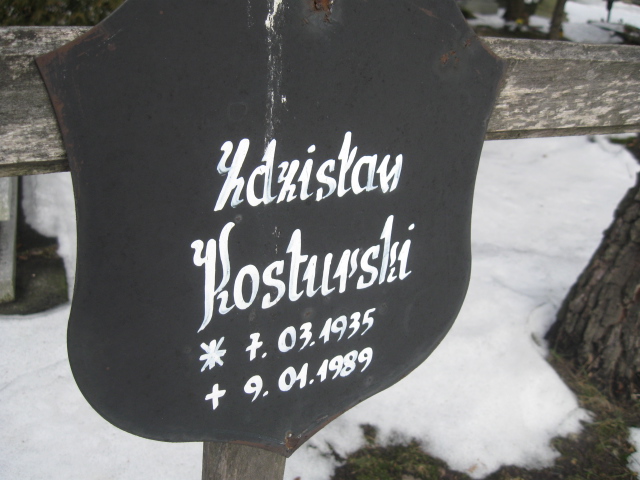 Zdzisław
Kosturski
* 7. 03. 1935
+ 9. 01. 1989